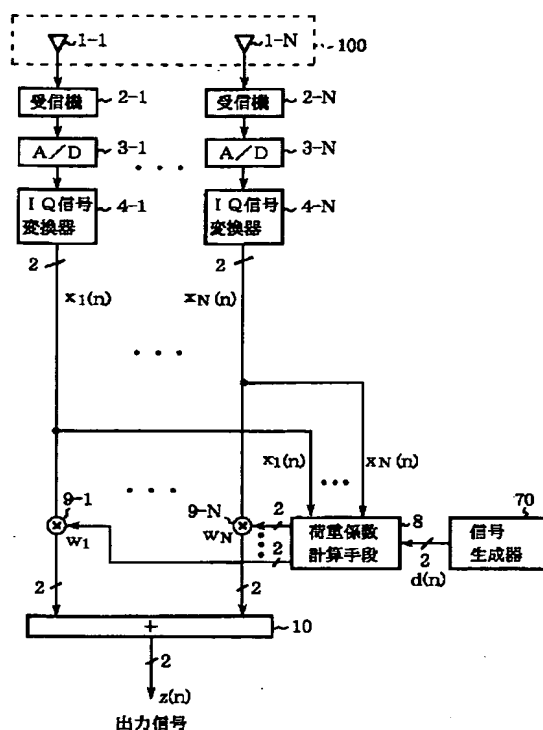 1-1
1-N
100
受信機
2-1
受信機
2-N
A/D
3-1
A/D
3-N
IQ信号
変換器
4-1
IQ信号
変換器
4-N
2
2
x1(n)
xN(n)
x1(n)
xN(n)
9-1
9-N
2
荷重係数
計算手段
8
70
信号
生成器
w1
wN
2
2
d(n)
2
2
+
10
2
z(n)
出力信号